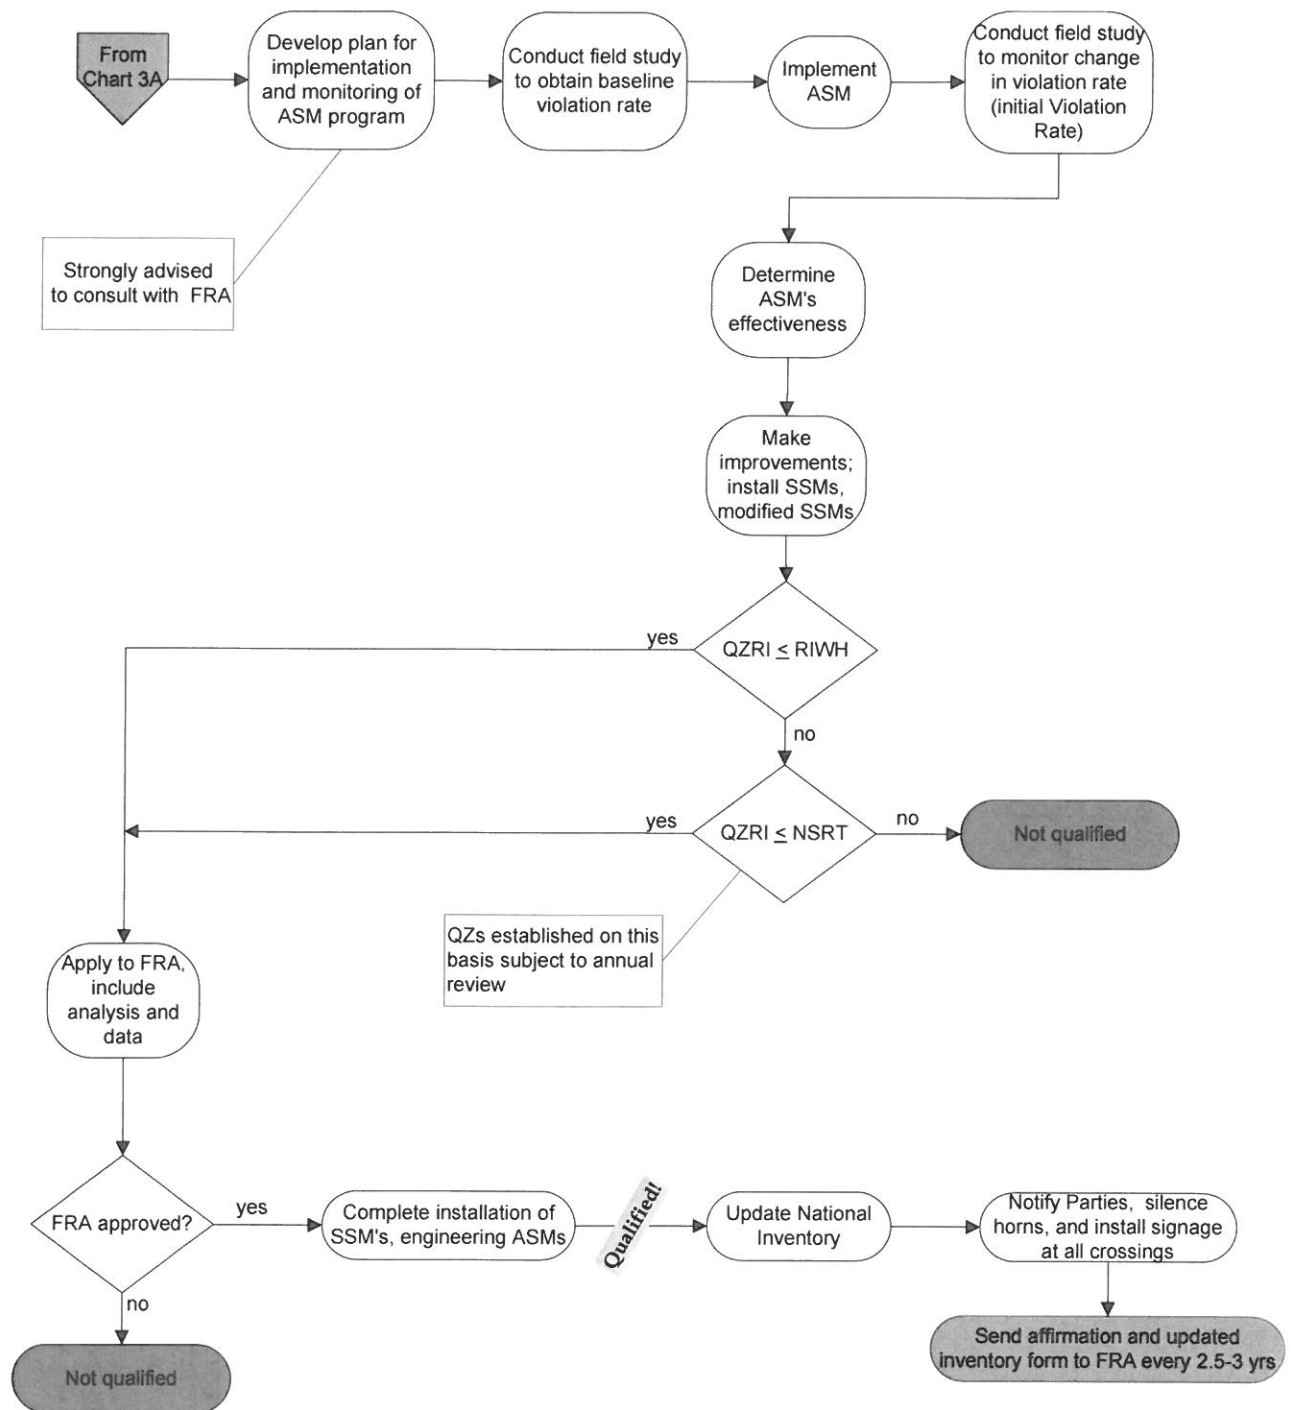 From
Chart 3A
Develop plan for
implementation
and monitoring of
ASM program
Conduct field study
to obtain baseline
violation rate
Implement
ASM
Conduct field study
to monitor change
in violation rate
(initial Violation
Rate)
Strongly advised
to consult with FRA
Determine
ASM's
effectiveness
Make
improvements;
install SSMs,
modified SSMs
yes
QZRI ≤ RIWH
no
yes
QZRI ≤ NSRT
no
Not qualified
QZs established on this
basis subject to annual
review
Apply to FRA,
include
analysis and
data
FRA approved?
yes
Complete installation of
SSM's, engineering ASMs
Qualified!
Update National
Inventory
Notify Parties, silence
horns, and install signage
at all crossings
no
Not qualified
Send affirmation and updated
inventory form to FRA every 2.5-3 yrs